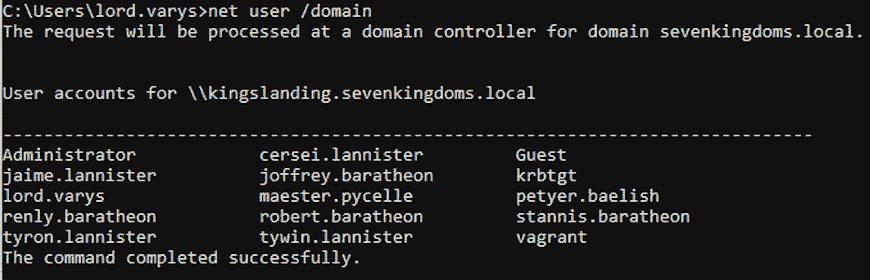 C:\Users\lord.varys>net user /domain
The request will be processed at a domain controller for domain sevenkingdoms.local.
User accounts for \\kingslanding.sevenkingdoms.local
-------------------------------------------------------------------------------
Administrator            cersei.lannister         Guest
jaime.lannister          joffrey.baratheon        krbtgt
lord.varys               maester.pycelle          petyer.baelish
renly.baratheon          robert.baratheon         stannis.baratheon
tyron.lannister          tywin.lannister          vagrant
The command completed successfully.